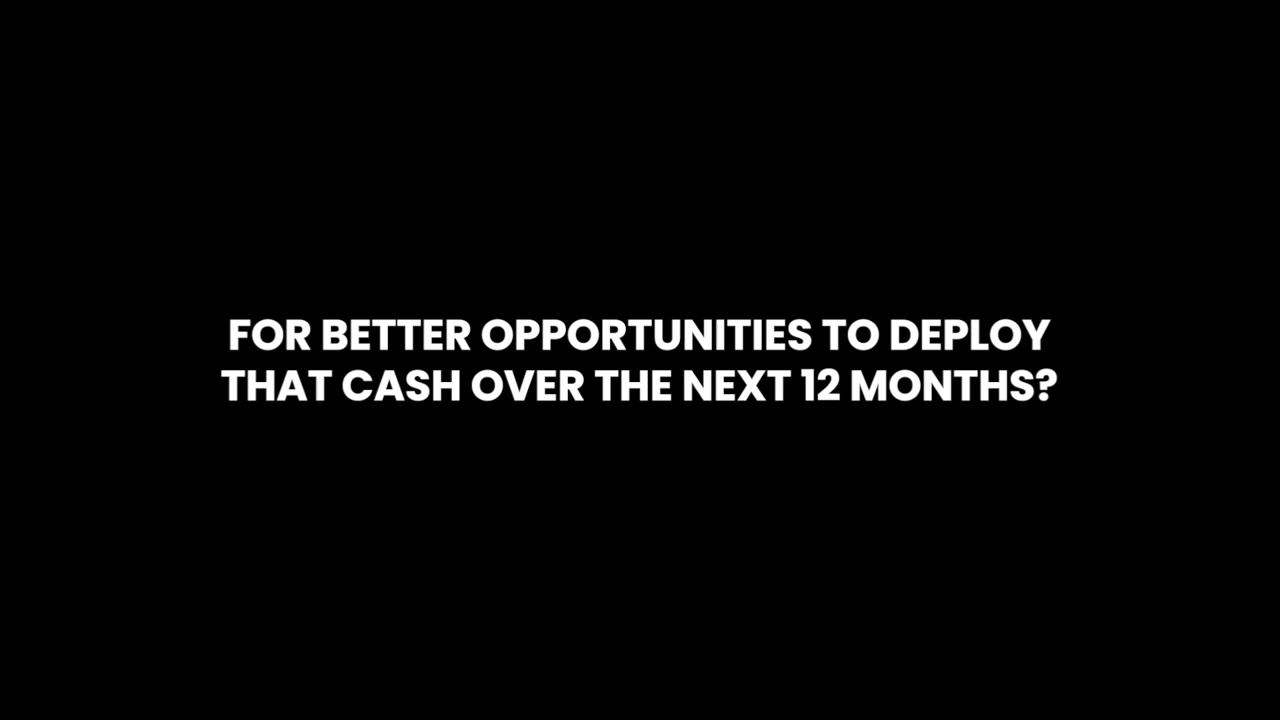 FOR BETTER OPPORTUNITIES TO DEPLOY
THAT CASH OVER THE NEXT 12 MONTHS?